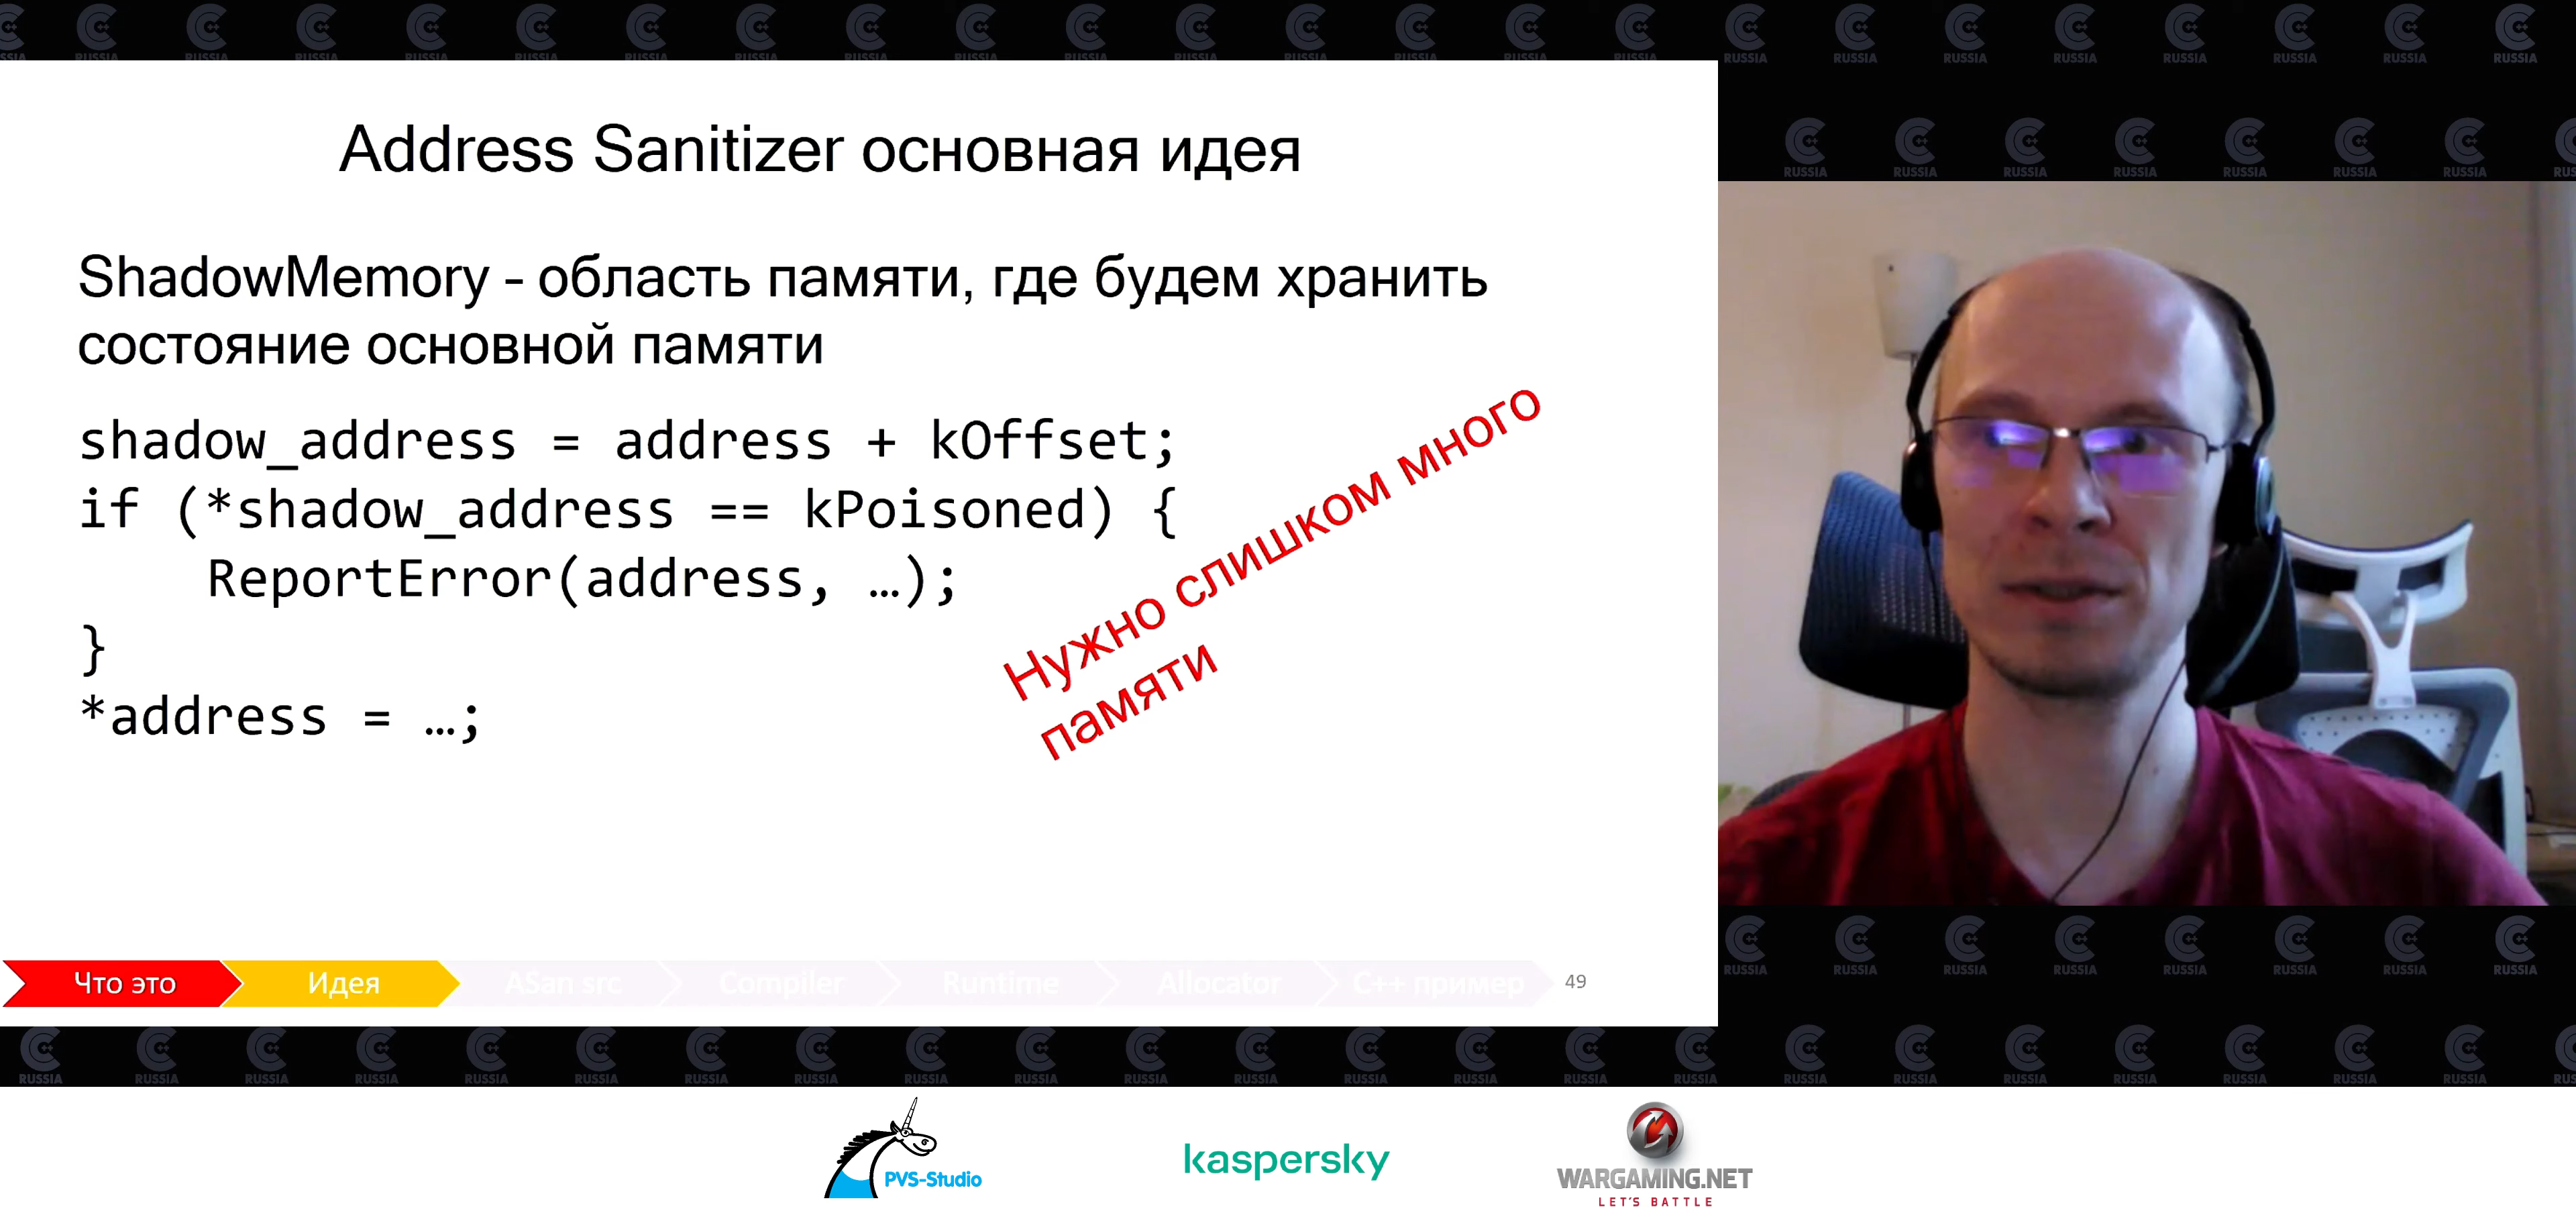 Address Sanitizer основная идея
ShadowMemory - область памяти, где будем хранить
состояние основной памяти
shadow_address = address + kOffset;
if (*shadow_address == kPoisoned) {
ReportError(address, …);
}
*address = …;
Нужно слишком много
памяти
Что это
Идея
ASan src
Compiler
Runtime
Allocator
C++ пример
49
PVS-Studio
kaspersky
WARGAMING.NET
LET'S BATTLE
RUSSIA